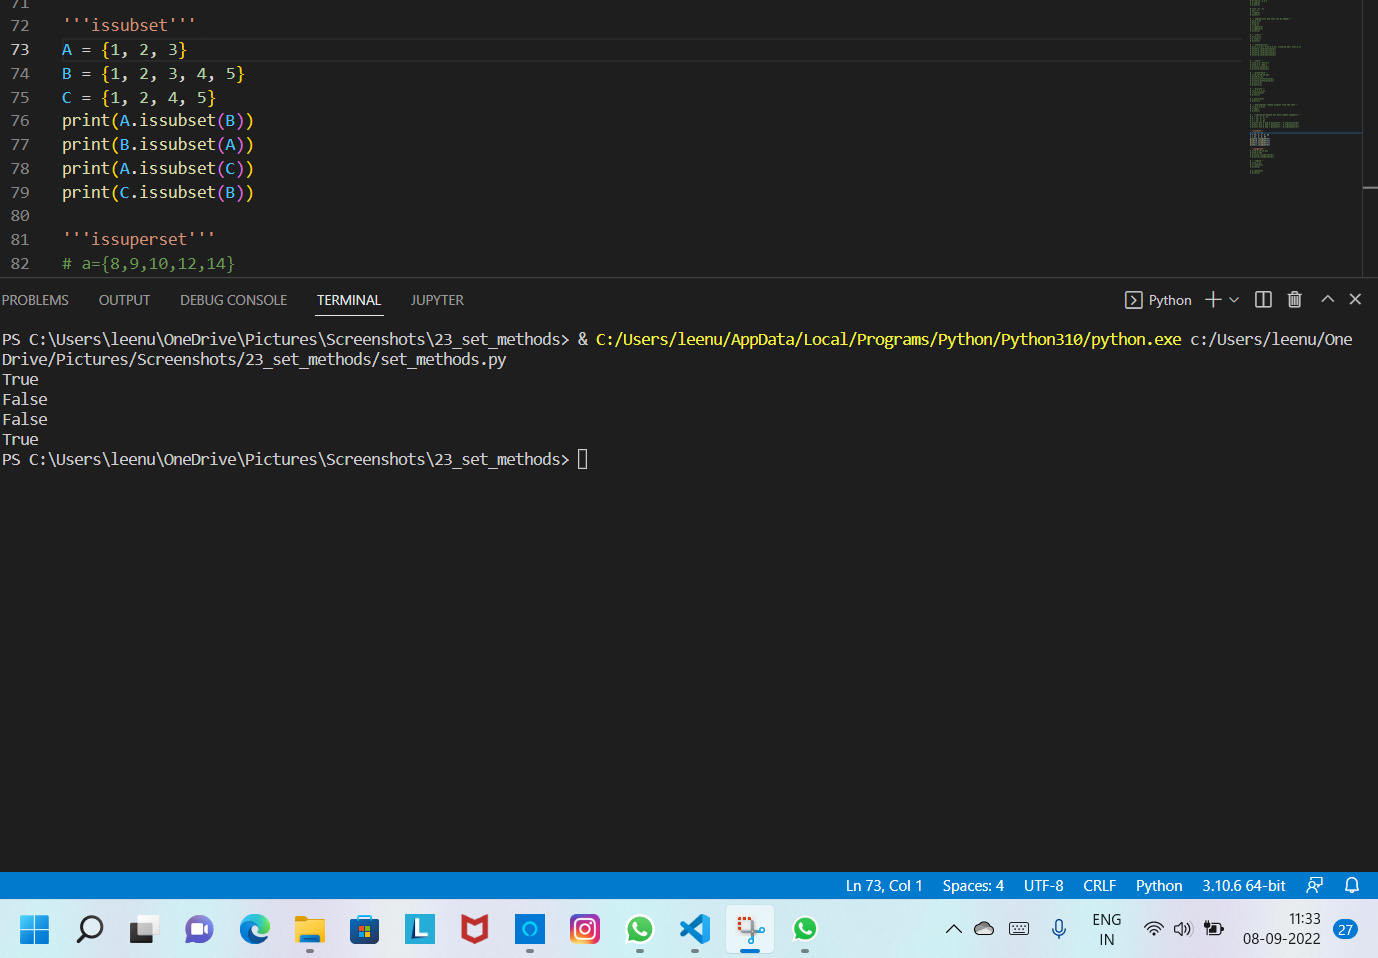 71
72 '''issubset'''
73 A = {1, 2, 3}
74 B = {1, 2, 3, 4, 5}
75 C = {1, 2, 4, 5}
76 print(A.issubset(B))
77 print(B.issubset(A))
78 print(A.issubset(C))
79 print(C.issubset(B))
80
81 '''issuperset'''
82 # a={8,9,10,12,14}
PROBLEMS OUTPUT DEBUG CONSOLE TERMINAL JUPYTER Python
PS C:\Users\leenu\OneDrive\Pictures\Screenshots\23_set_methods> & C:/Users/leenu/AppData/Local/Programs/Python/Python310/python.exe c:/Users/leenu/One
Drive/Pictures/Screenshots/23_set_methods/set_methods.py
True
False
False
True
PS C:\Users\leenu\OneDrive\Pictures\Screenshots\23_set_methods>
Ln 73, Col 1 Spaces: 4 UTF-8 CRLF Python 3.10.6 64-bit
ENG 11:33
IN 08-09-2022 27